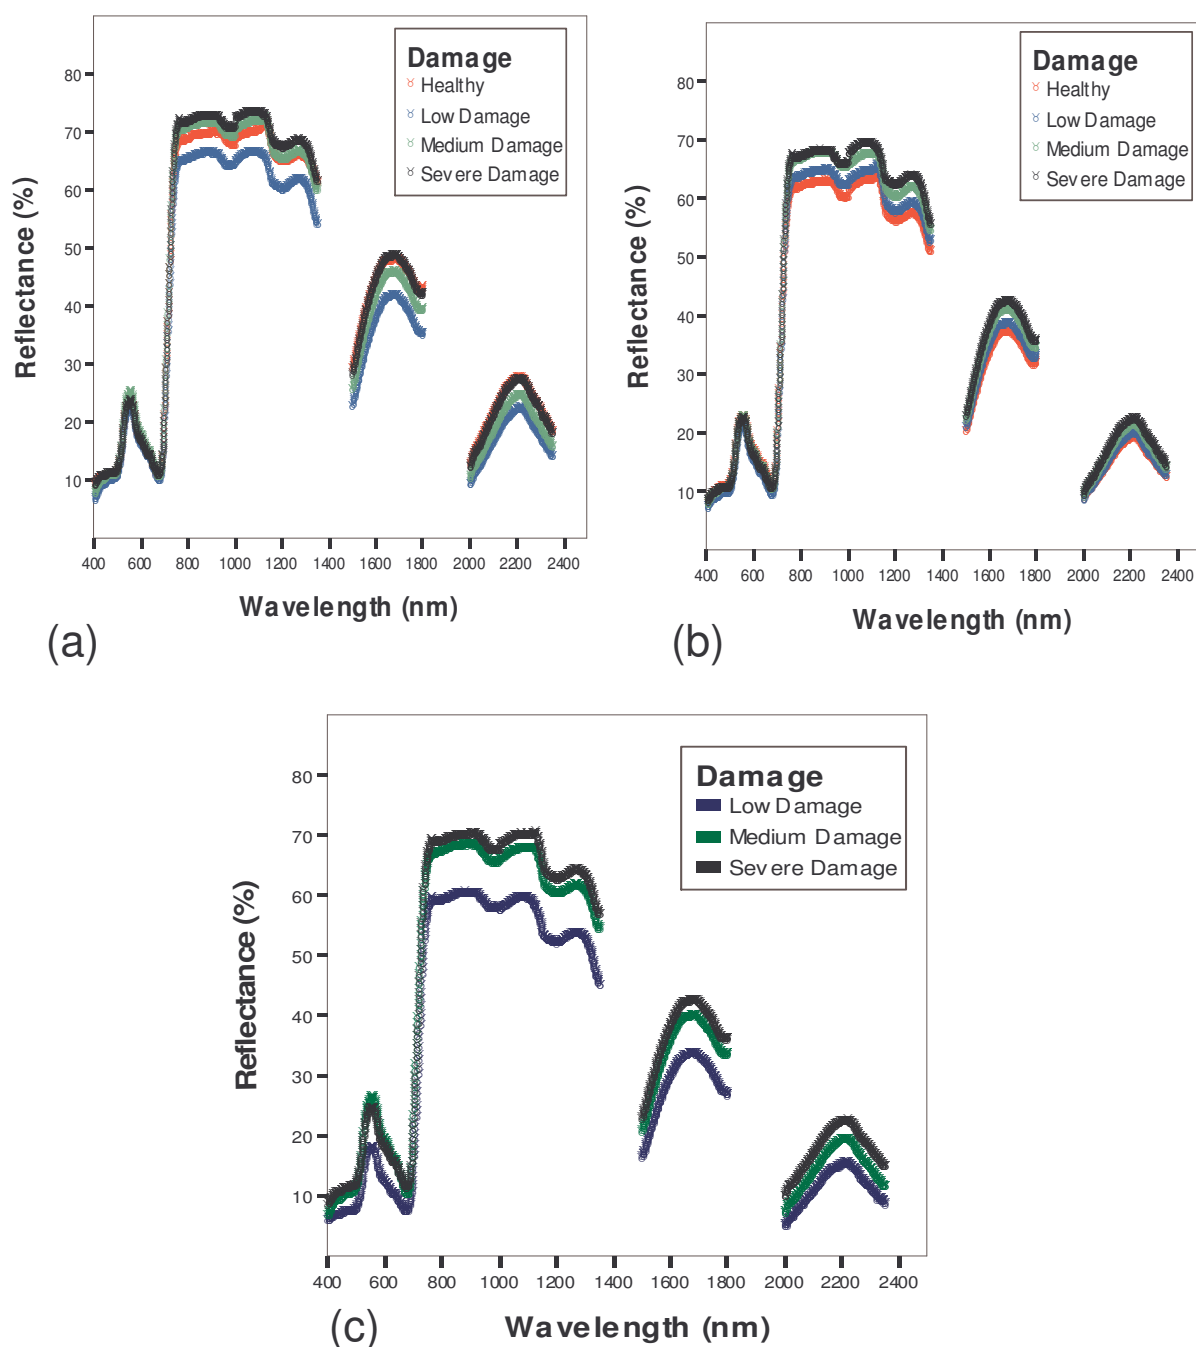 Damage
Healthy
Low Damage
Medium Damage
Severe Damage
80
70
60
50
40
30
20
10
Reflectance (%)
400 600 800 1000 1200 1400 1600 1800 2000 2200 2400
Wavelength (nm)
(a)
Damage
Healthy
Low Damage
Medium Damage
Severe Damage
80
70
60
50
40
30
20
10
Reflectance (%)
400 600 800 1000 1200 1400 1600 1800 2000 2200 2400
Wavelength (nm)
(b)
Damage
Low Damage
Medium Damage
Severe Damage
80
70
60
50
40
30
20
10
Reflectance (%)
400 600 800 1000 1200 1400 1600 1800 2000 2200 2400
Wavelength (nm)
(c)